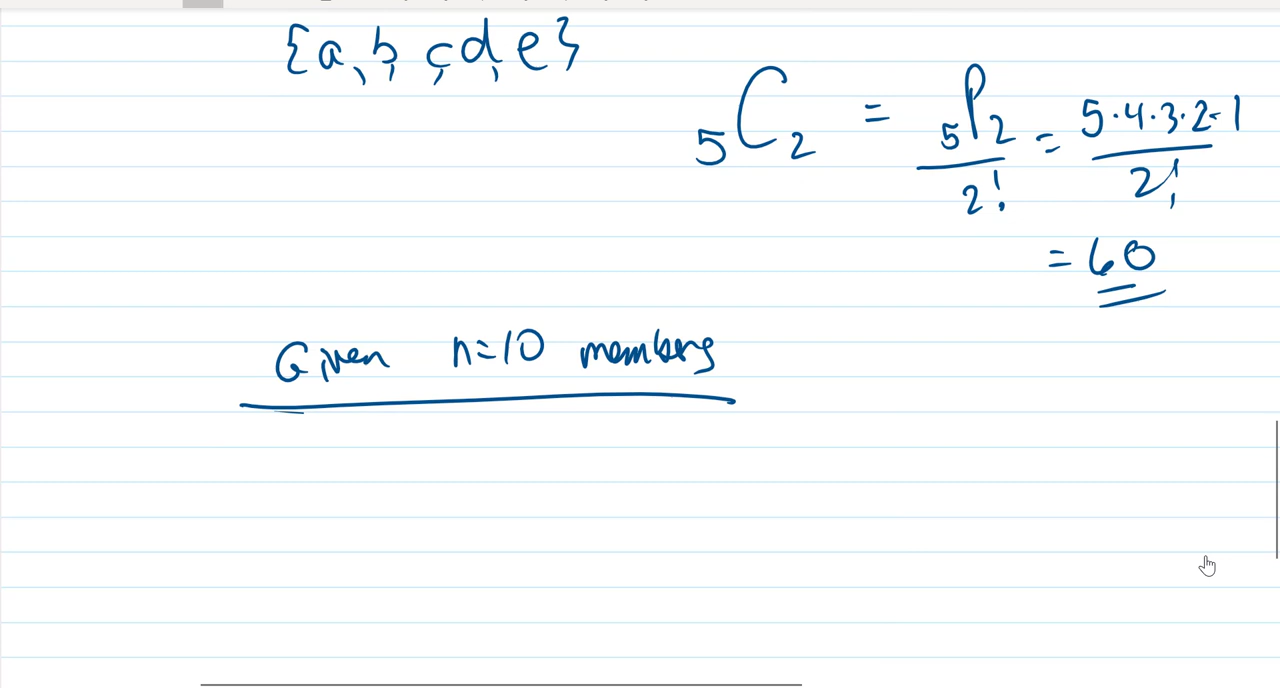 {a, b, c, d, e}
₅C₂ = ₅P₂ / 2! = 5·4·3·2·1 / 2!
= 60
Given n=10 members